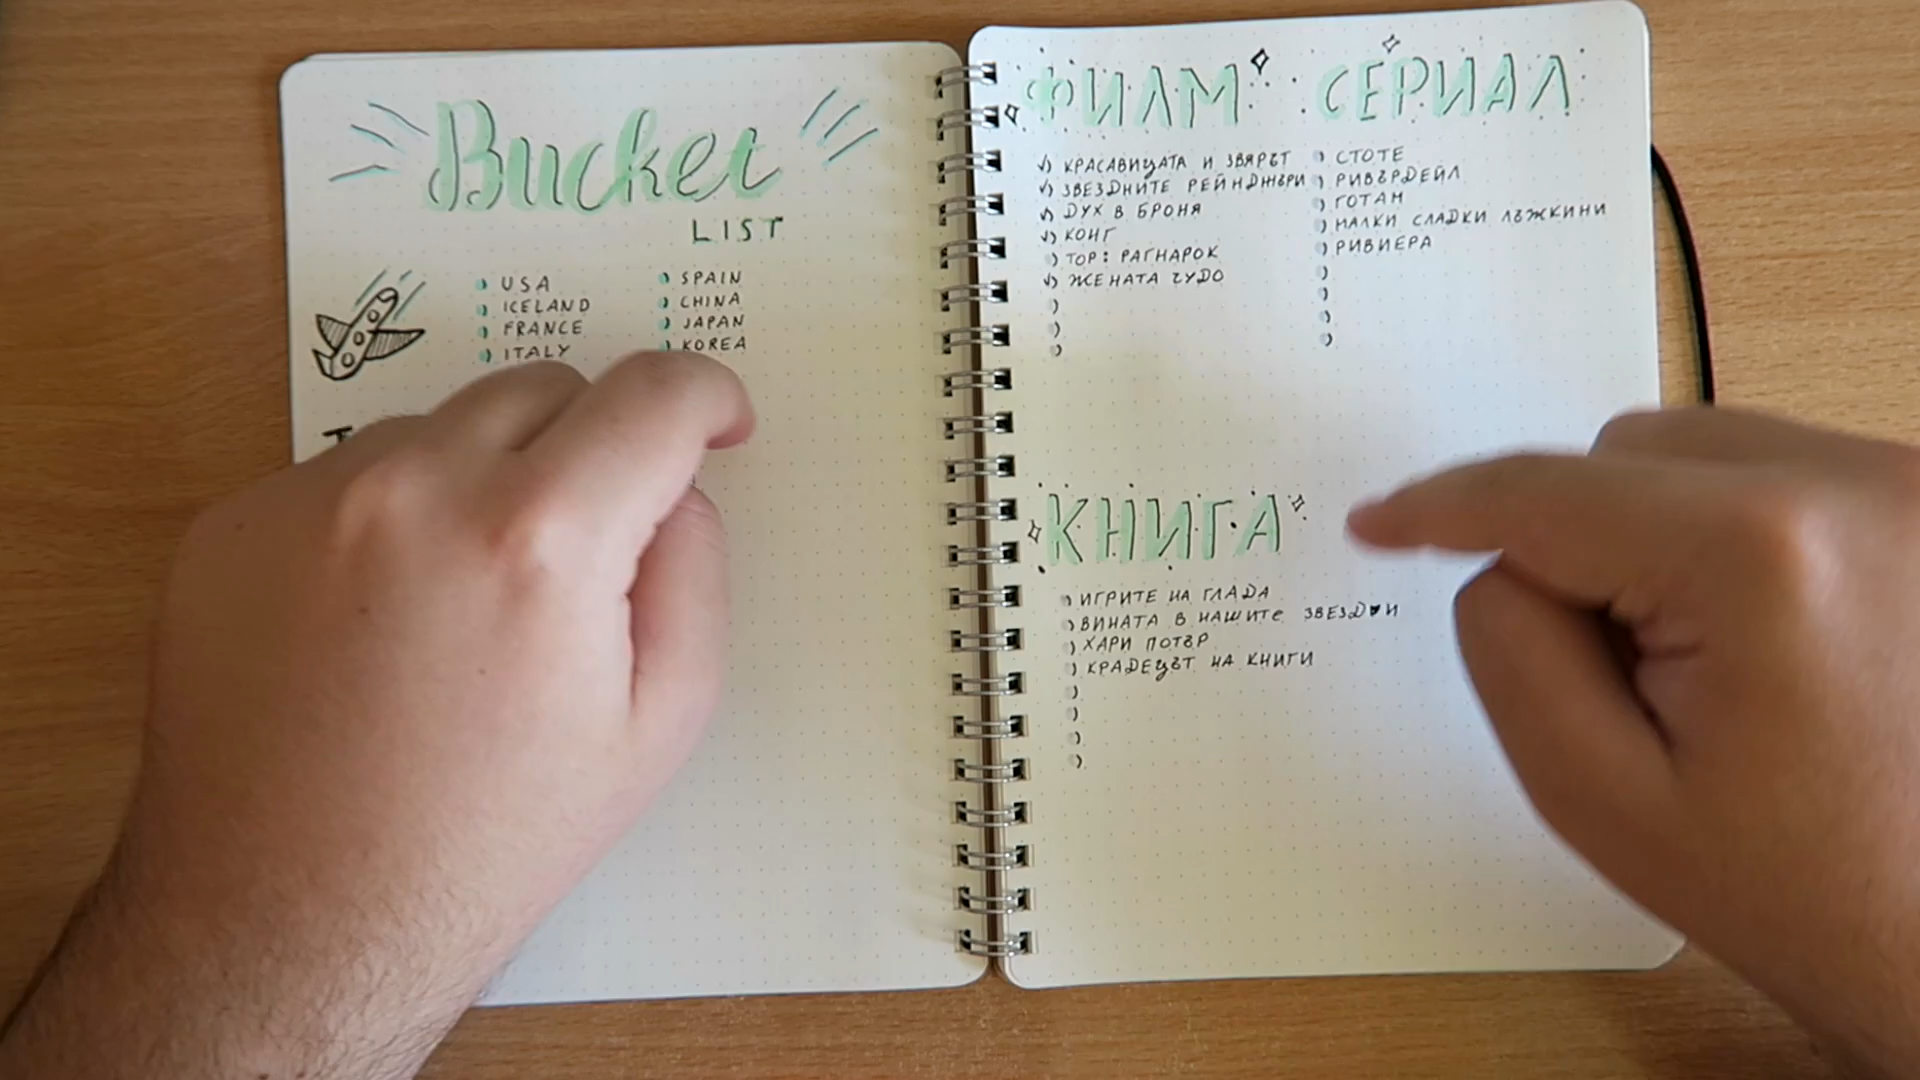 Bucket
LIST
USA
ICELAND
FRANCE
ITALY
SPAIN
CHINA
JAPAN
KOREA
ФИЛМ
КРАСАВИЦАТА И ЗВЯРЪТ
ЗВЕЗДНИТЕ РЕЙНДЖЪРИ
ДУХ В БРОНЯ
КОНГ
ТОР: РАГНАРОК
ЖЕНАТА ЧУДО
СЕРИАЛ
СТОТЕ
РИВЪРДЕЙЛ
ГОТАМ
МАЛКИ СЛАДКИ ЛЪЖКИНИ
РИВИЕРА
КНИГА
ИГРИТЕ НА ГЛАДА
ВИНАТА В НАШИТЕ ЗВЕЗДИ
ХАРИ ПОТЪР
КРАДЕЦЪТ НА КНИГИ